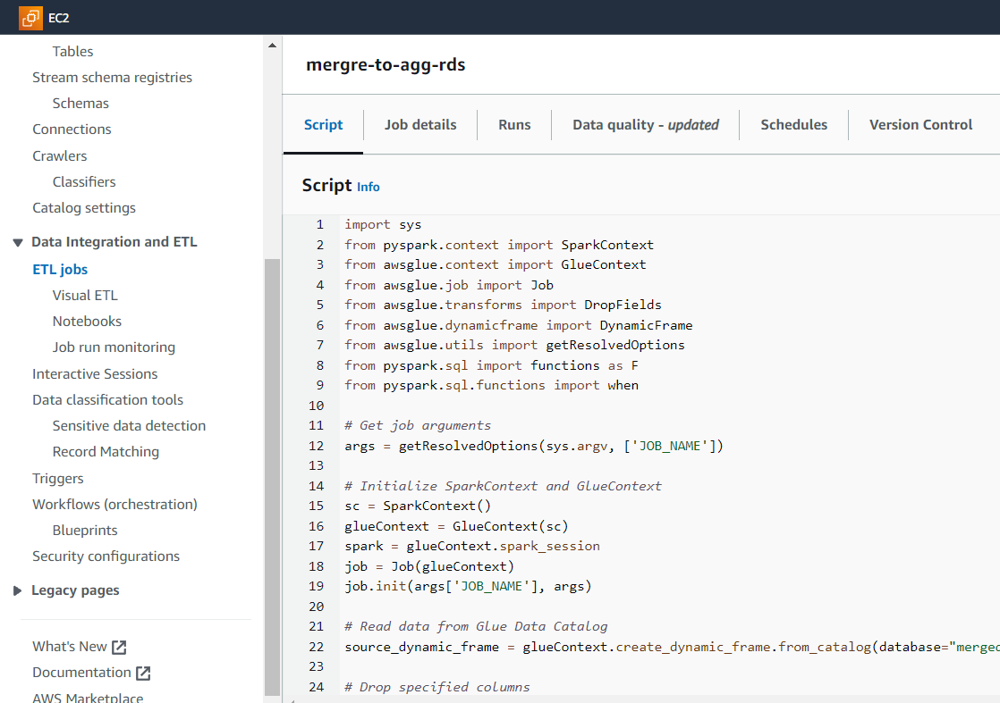 EC2
Tables
Stream schema registries
Schemas
Connections
Crawlers
Classifiers
Catalog settings
Data Integration and ETL
ETL jobs
Visual ETL
Notebooks
Job run monitoring
Interactive Sessions
Data classification tools
Sensitive data detection
Record Matching
Triggers
Workflows (orchestration)
Blueprints
Security configurations
Legacy pages
What's New
Documentation
AWS Marketplace
mergre-to-agg-rds
Script Job details Runs Data quality - updated Schedules Version Control
Script Info
1 import sys
2 from pyspark.context import SparkContext
3 from awsglue.context import GlueContext
4 from awsglue.job import Job
5 from awsglue.transforms import DropFields
6 from awsglue.dynamicframe import DynamicFrame
7 from awsglue.utils import getResolvedOptions
8 from pyspark.sql import functions as F
9 from pyspark.sql.functions import when
10
11 # Get job arguments
12 args = getResolvedOptions(sys.argv, ['JOB_NAME'])
13
14 # Initialize SparkContext and GlueContext
15 sc = SparkContext()
16 glueContext = GlueContext(sc)
17 spark = glueContext.spark_session
18 job = Job(glueContext)
19 job.init(args['JOB_NAME'], args)
20
21 # Read data from Glue Data Catalog
22 source_dynamic_frame = glueContext.create_dynamic_frame.from_catalog(database="merged
23
24 # Drop specified columns